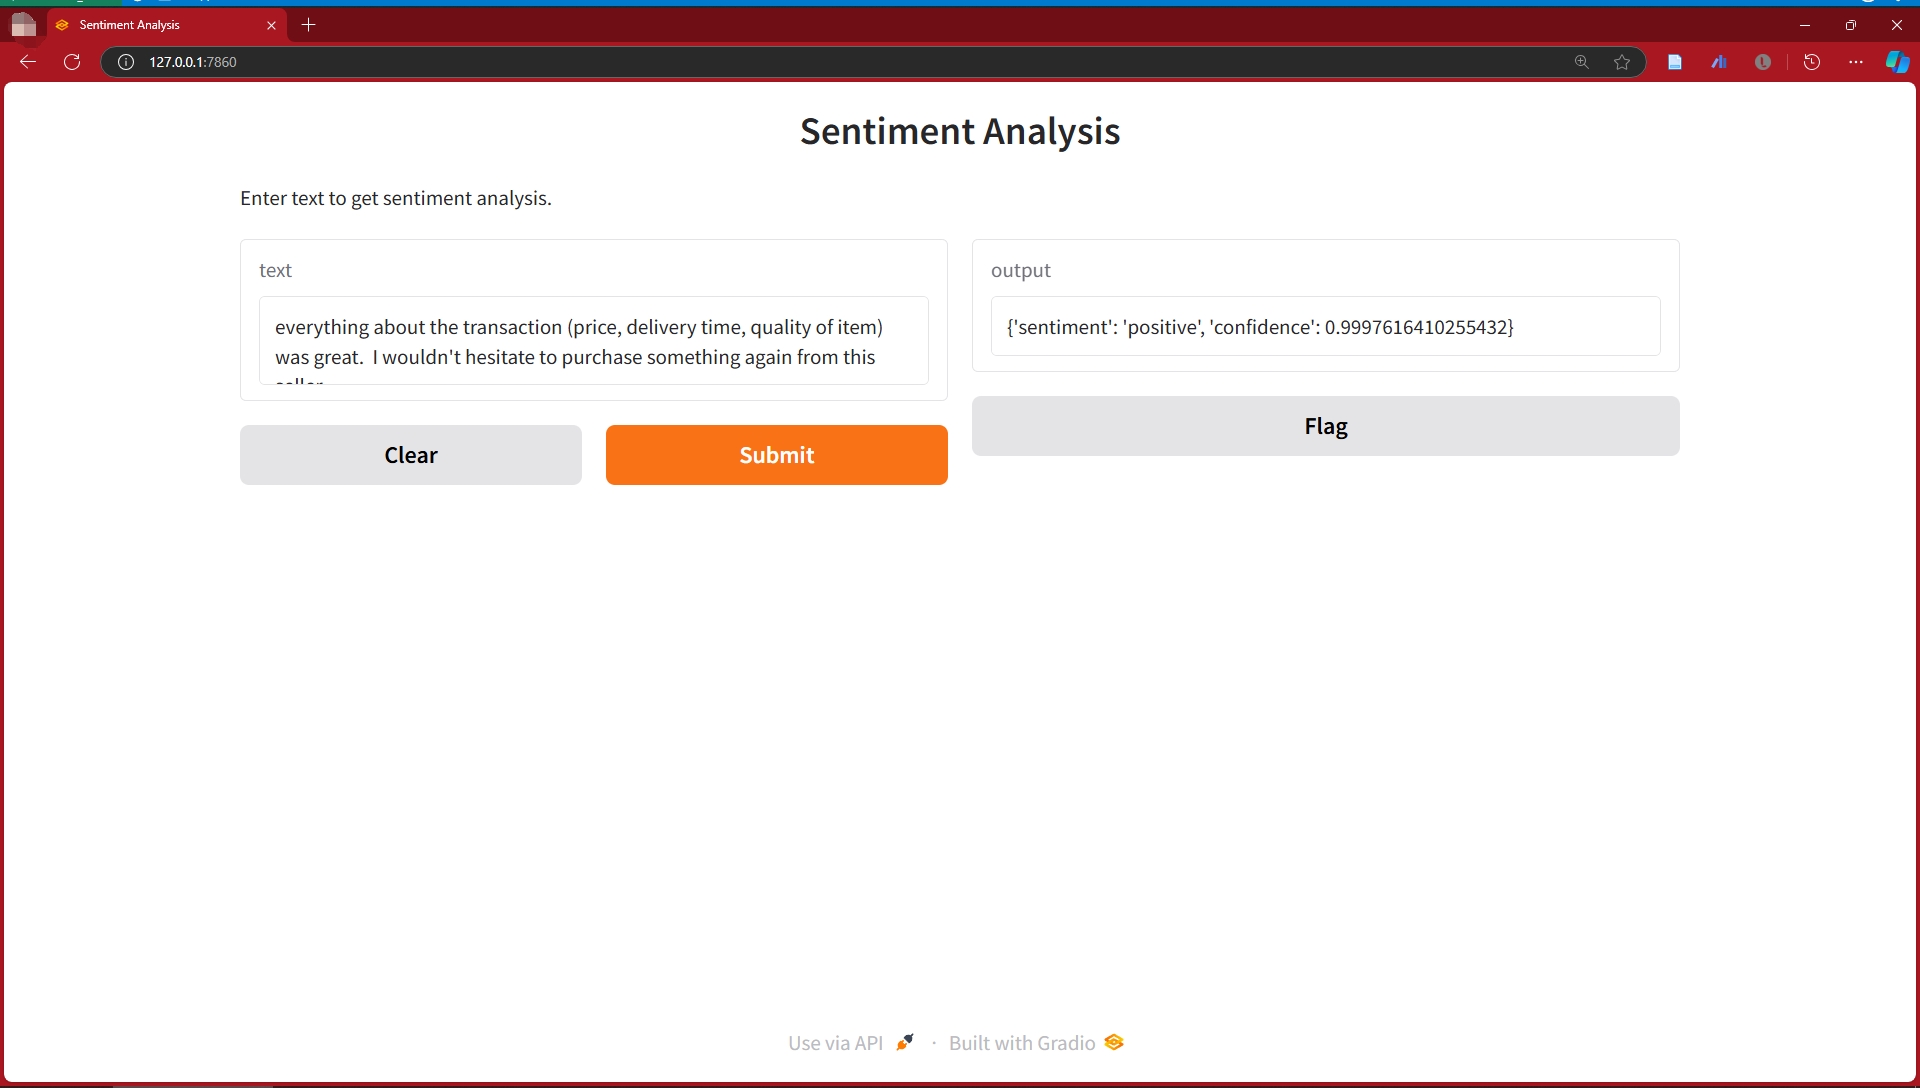 Sentiment Analysis
127.0.0.1:7860
Sentiment Analysis
Enter text to get sentiment analysis.
text
everything about the transaction (price, delivery time, quality of item)
was great.  I wouldn't hesitate to purchase something again from this
output
{'sentiment': 'positive', 'confidence': 0.9997616410255432}
Clear
Submit
Flag
Use via API · Built with Gradio